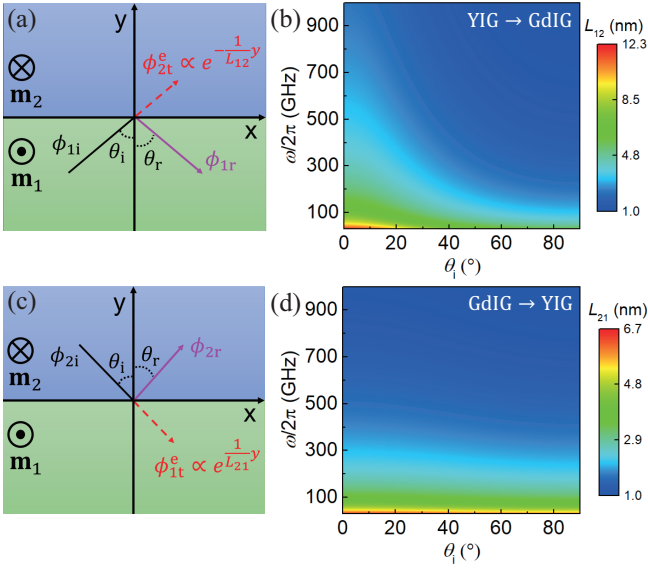 (a)
y
ϕ₂ₜᵉ ∝ e^(-1/L₁₂ y)
m₂
x
m₁
ϕ₁ᵢ
θᵢ
θᵣ
ϕ₁ᵣ
(b)
YIG → GdIG
L₁₂ (nm)
12.3
8.5
4.8
1.0
ω/2π (GHz)
900
700
500
300
100
0 20 40 60 80
θᵢ (°)
(c)
y
ϕ₂ᵢ
θᵢ
θᵣ
ϕ₂ᵣ
m₂
x
m₁
ϕ₁ₜᵉ ∝ e^(1/L₂₁ y)
(d)
GdIG → YIG
L₂₁ (nm)
6.7
4.8
2.9
1.0
ω/2π (GHz)
900
700
500
300
100
0 20 40 60 80
θᵢ (°)